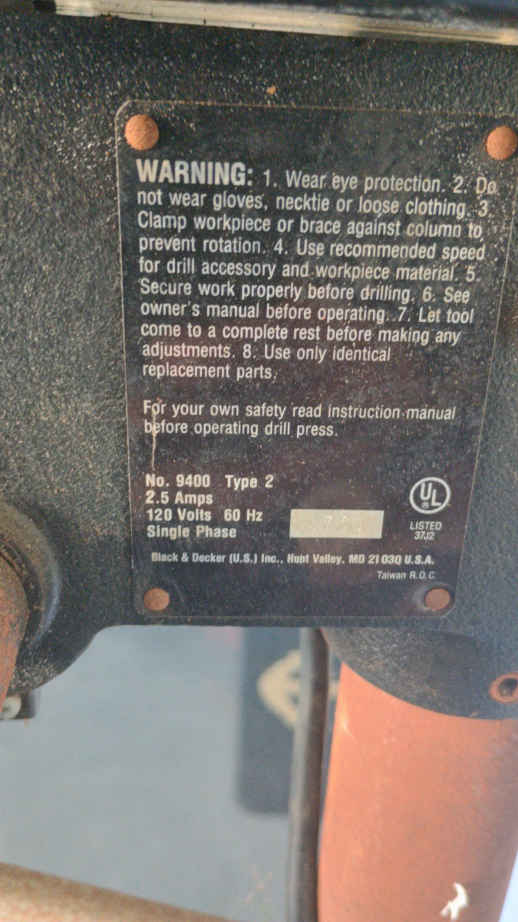 WARNING: 1. Wear eye protection. 2. Do
not wear gloves, necktie or loose clothing. 3.
Clamp workpiece or brace against column to
prevent rotation. 4. Use recommended speed
for drill accessory and workpiece material. 5.
Secure work properly before drilling. 6. See
owner's manual before operating. 7. Let tool
come to a complete rest before making any
adjustments. 8. Use only identical
replacement parts.
For your own safety read instruction manual
before operating drill press.
No. 9400 Type 2
2.5 Amps
120 Volts 60 Hz
Single Phase
UL
®
LISTED
37J2
Black & Decker (U.S.) Inc., Hunt Valley, MD 21030 U.S.A.
Taiwan R.O.C.